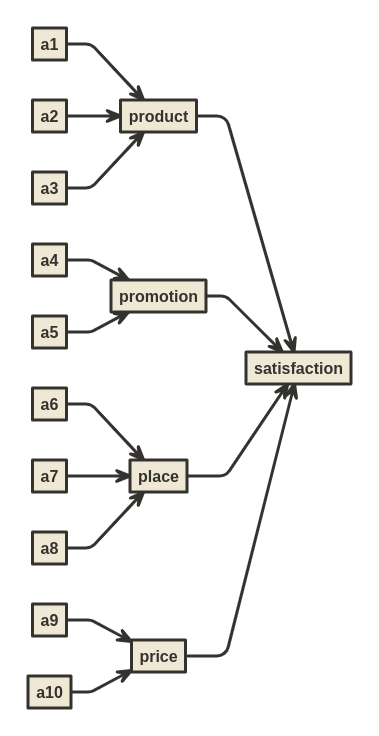 a1
a2
product
a3
a4
promotion
a5
satisfaction
a6
a7
place
a8
a9
price
a10